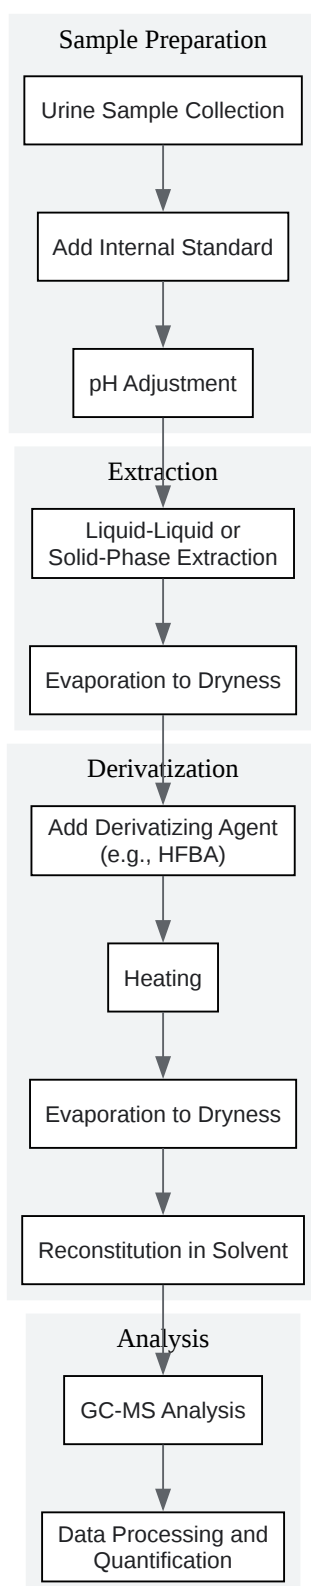 Sample Preparation
Urine Sample Collection
Add Internal Standard
pH Adjustment
Extraction
Liquid-Liquid or
Solid-Phase Extraction
Evaporation to Dryness
Derivatization
Add Derivatizing Agent
(e.g., HFBA)
Heating
Evaporation to Dryness
Reconstitution in Solvent
Analysis
GC-MS Analysis
Data Processing and
Quantification